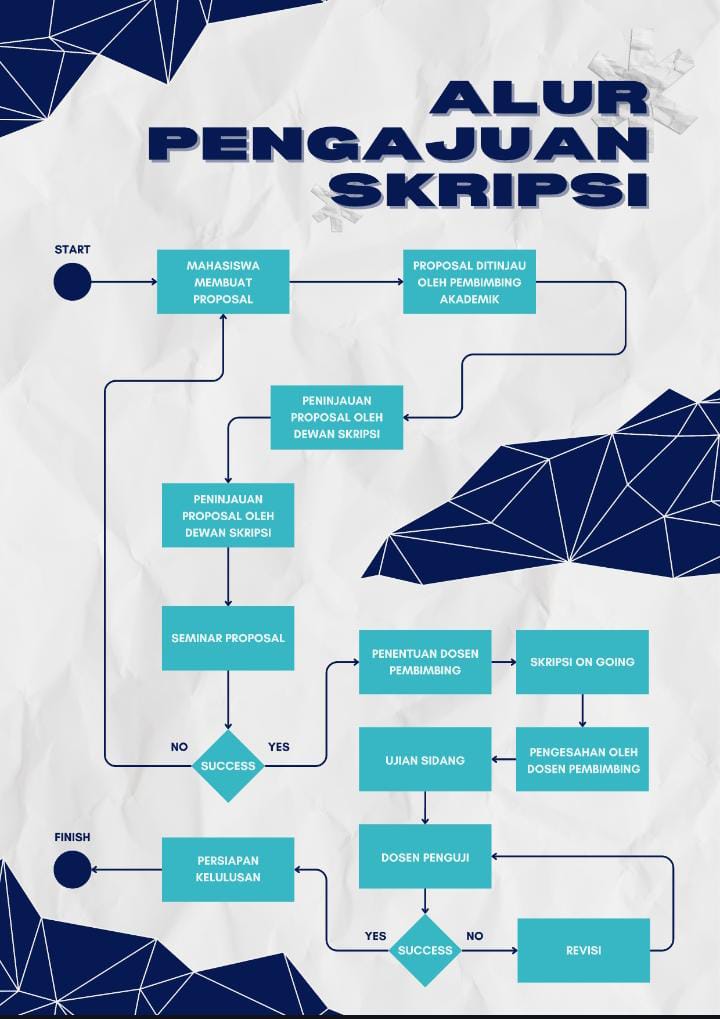 ALUR
PENGAJUAN
SKRIPSI
START
MAHASISWA
MEMBUAT
PROPOSAL
PROPOSAL DITINJAU
OLEH PEMBIMBING
AKADEMIK
PENINJAUAN
PROPOSAL OLEH
DEWAN SKRIPSI
PENINJAUAN
PROPOSAL OLEH
DEWAN SKRIPSI
SEMINAR PROPOSAL
NO
YES
SUCCESS
PENENTUAN DOSEN
PEMBIMBING
SKRIPSI ON GOING
PENGESAHAN OLEH
DOSEN PEMBIMBING
UJIAN SIDANG
DOSEN PENGUJI
YES
NO
SUCCESS
REVISI
PERSIAPAN
KELULUSAN
FINISH